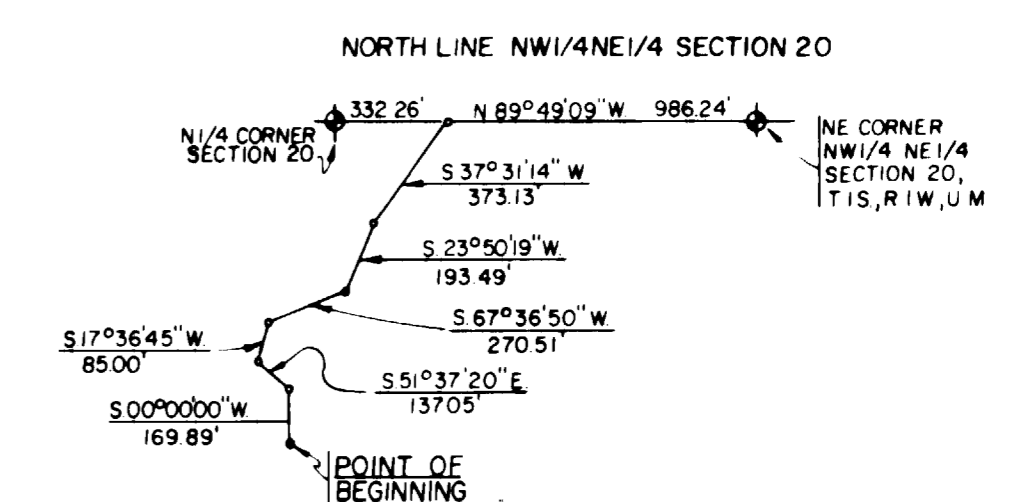 NORTH LINE NW1/4NE1/4 SECTION 20
332.26' N 89°49'09"W. 986.24'
N1/4 CORNER
SECTION 20
NE CORNER
NW1/4 NE1/4
SECTION 20,
T1S.,R1W.,U M
S 37°31'14" W
373.13'
S. 23°50'19"W.
193.49'
S. 67°36'50"W.
270.51'
S.17°36'45"W.
85.00'
S.51°37'20"E.
137.05'
S.00°00'00"W.
169.89'
POINT OF
BEGINNING